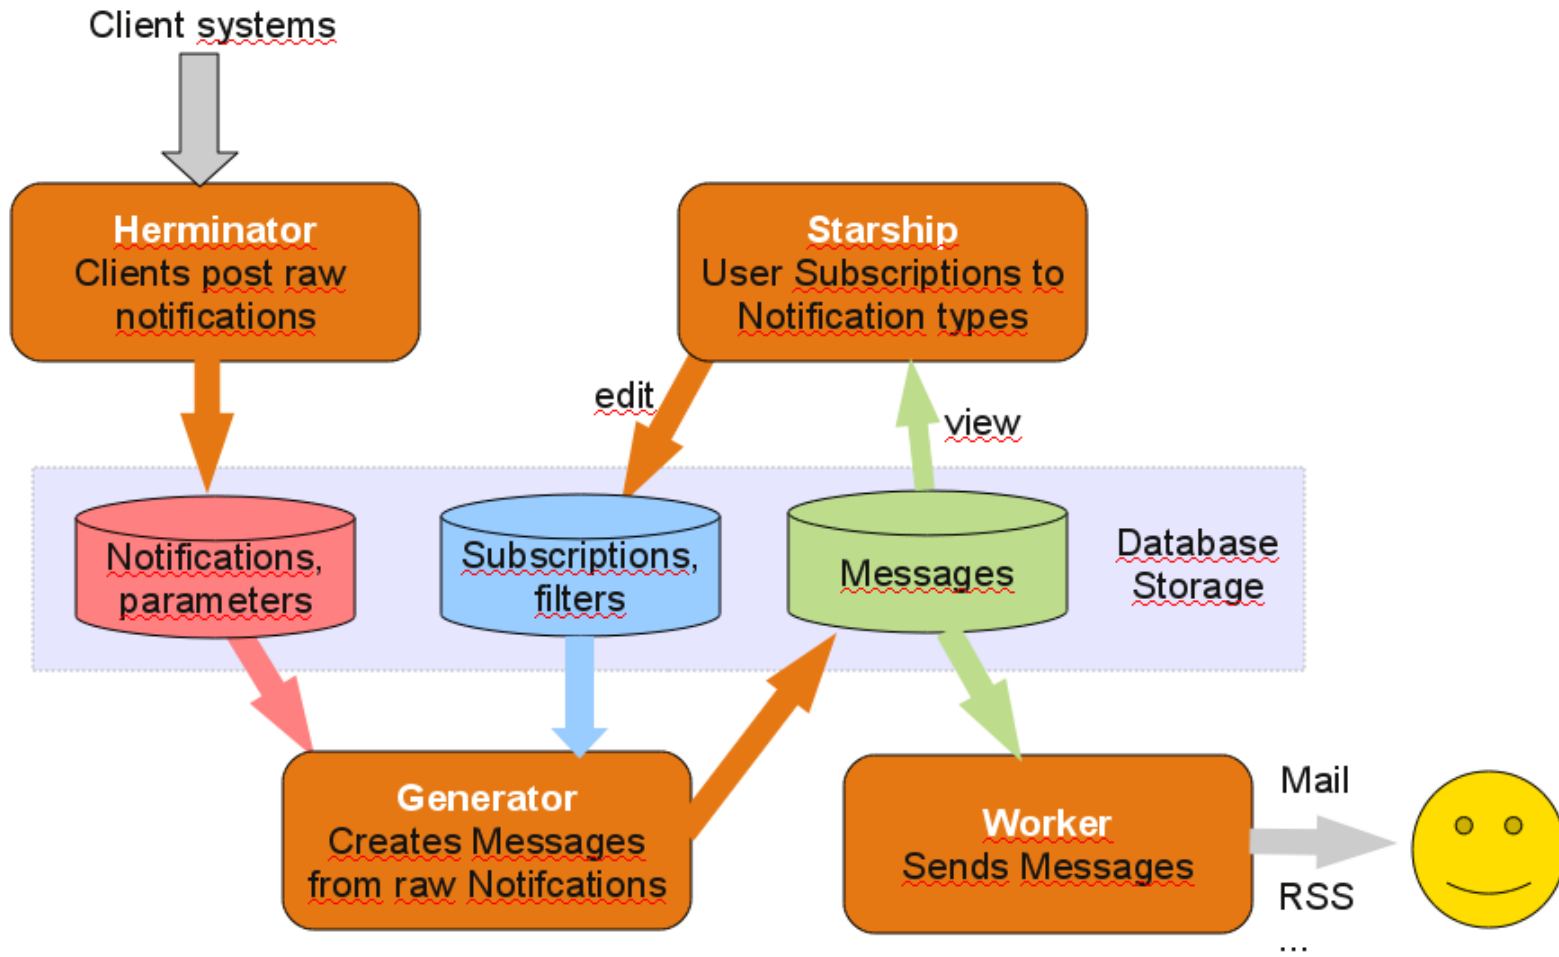 Client systems
Herminator
Clients post raw
notifications
Starship
User Subscriptions to
Notification types
edit
view
Notifications,
parameters
Subscriptions,
filters
Messages
Database
Storage
Generator
Creates Messages
from raw Notifcations
Worker
Sends Messages
Mail
RSS
...